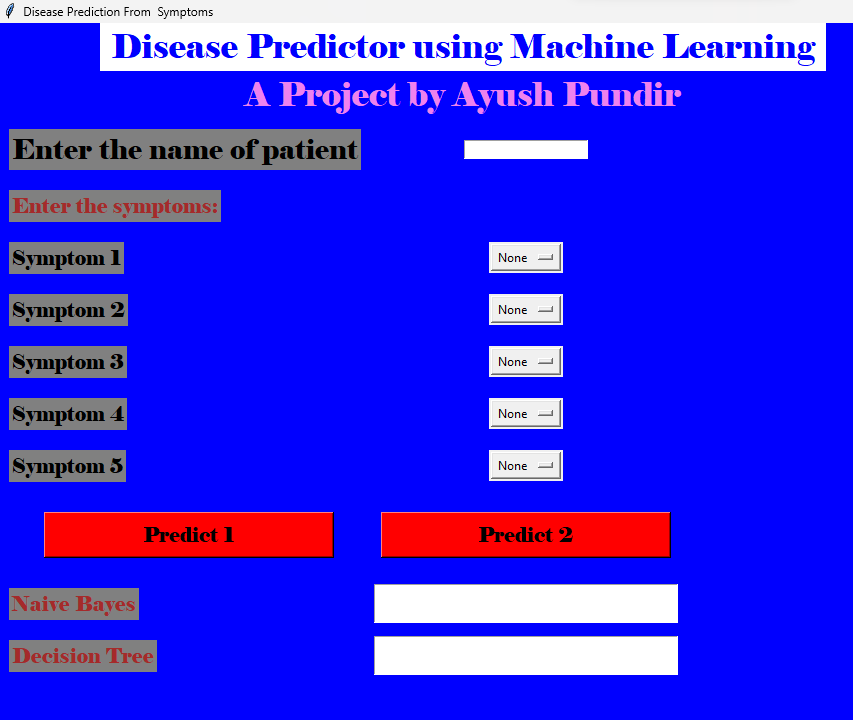 Disease Prediction From  Symptoms
Disease Predictor using Machine Learning
A Project by Ayush Pundir
Enter the name of patient
Enter the symptoms:
Symptom 1 None
Symptom 2 None
Symptom 3 None
Symptom 4 None
Symptom 5 None
Predict 1 Predict 2
Naive Bayes
Decision Tree